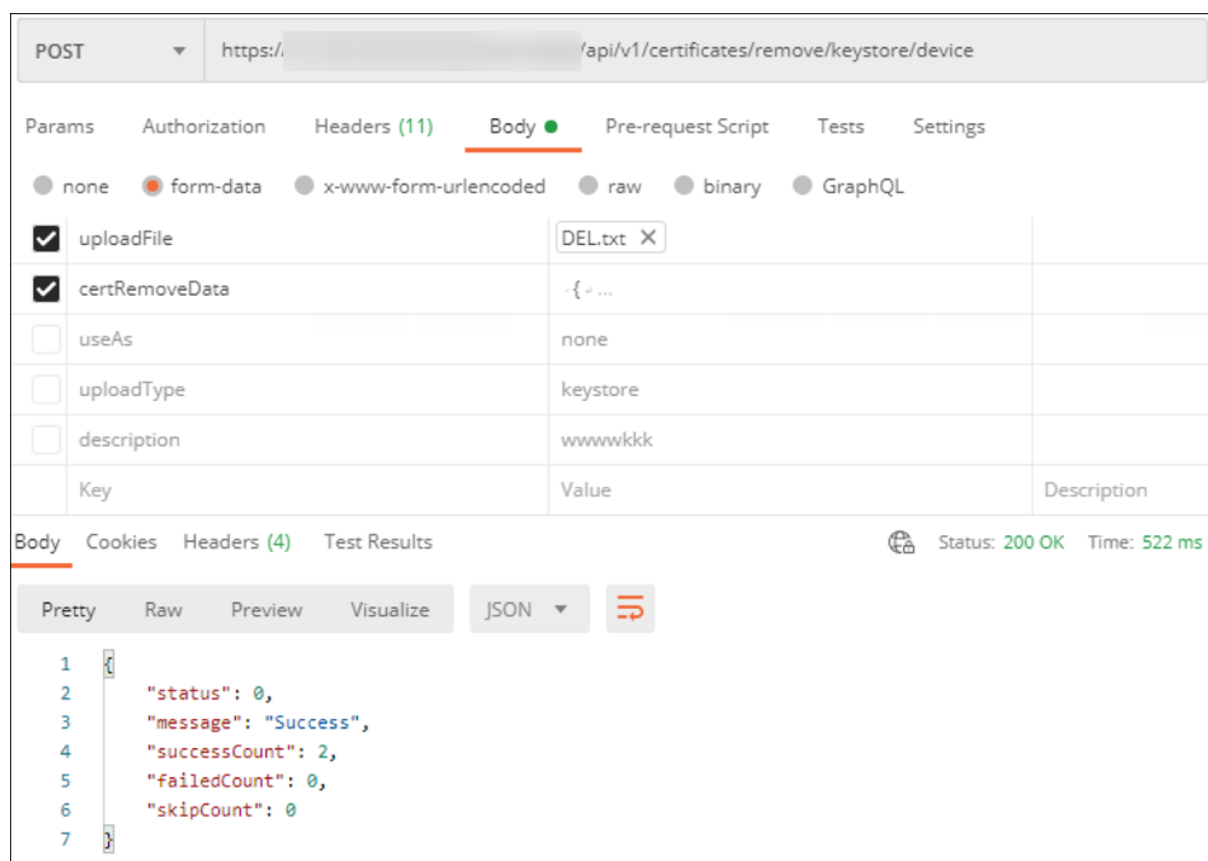 POST https:// /api/v1/certificates/remove/keystore/device
Params Authorization Headers (11) Body Pre-request Script Tests Settings
none form-data x-www-form-urlencoded raw binary GraphQL
uploadFile DEL.txt
certRemoveData { ...
useAs none
uploadType keystore
description wwwwkkk
Key Value Description
Body Cookies Headers (4) Test Results Status: 200 OK Time: 522 ms
Pretty Raw Preview Visualize JSON
1 {
2 "status": 0,
3 "message": "Success",
4 "successCount": 2,
5 "failedCount": 0,
6 "skipCount": 0
7 }